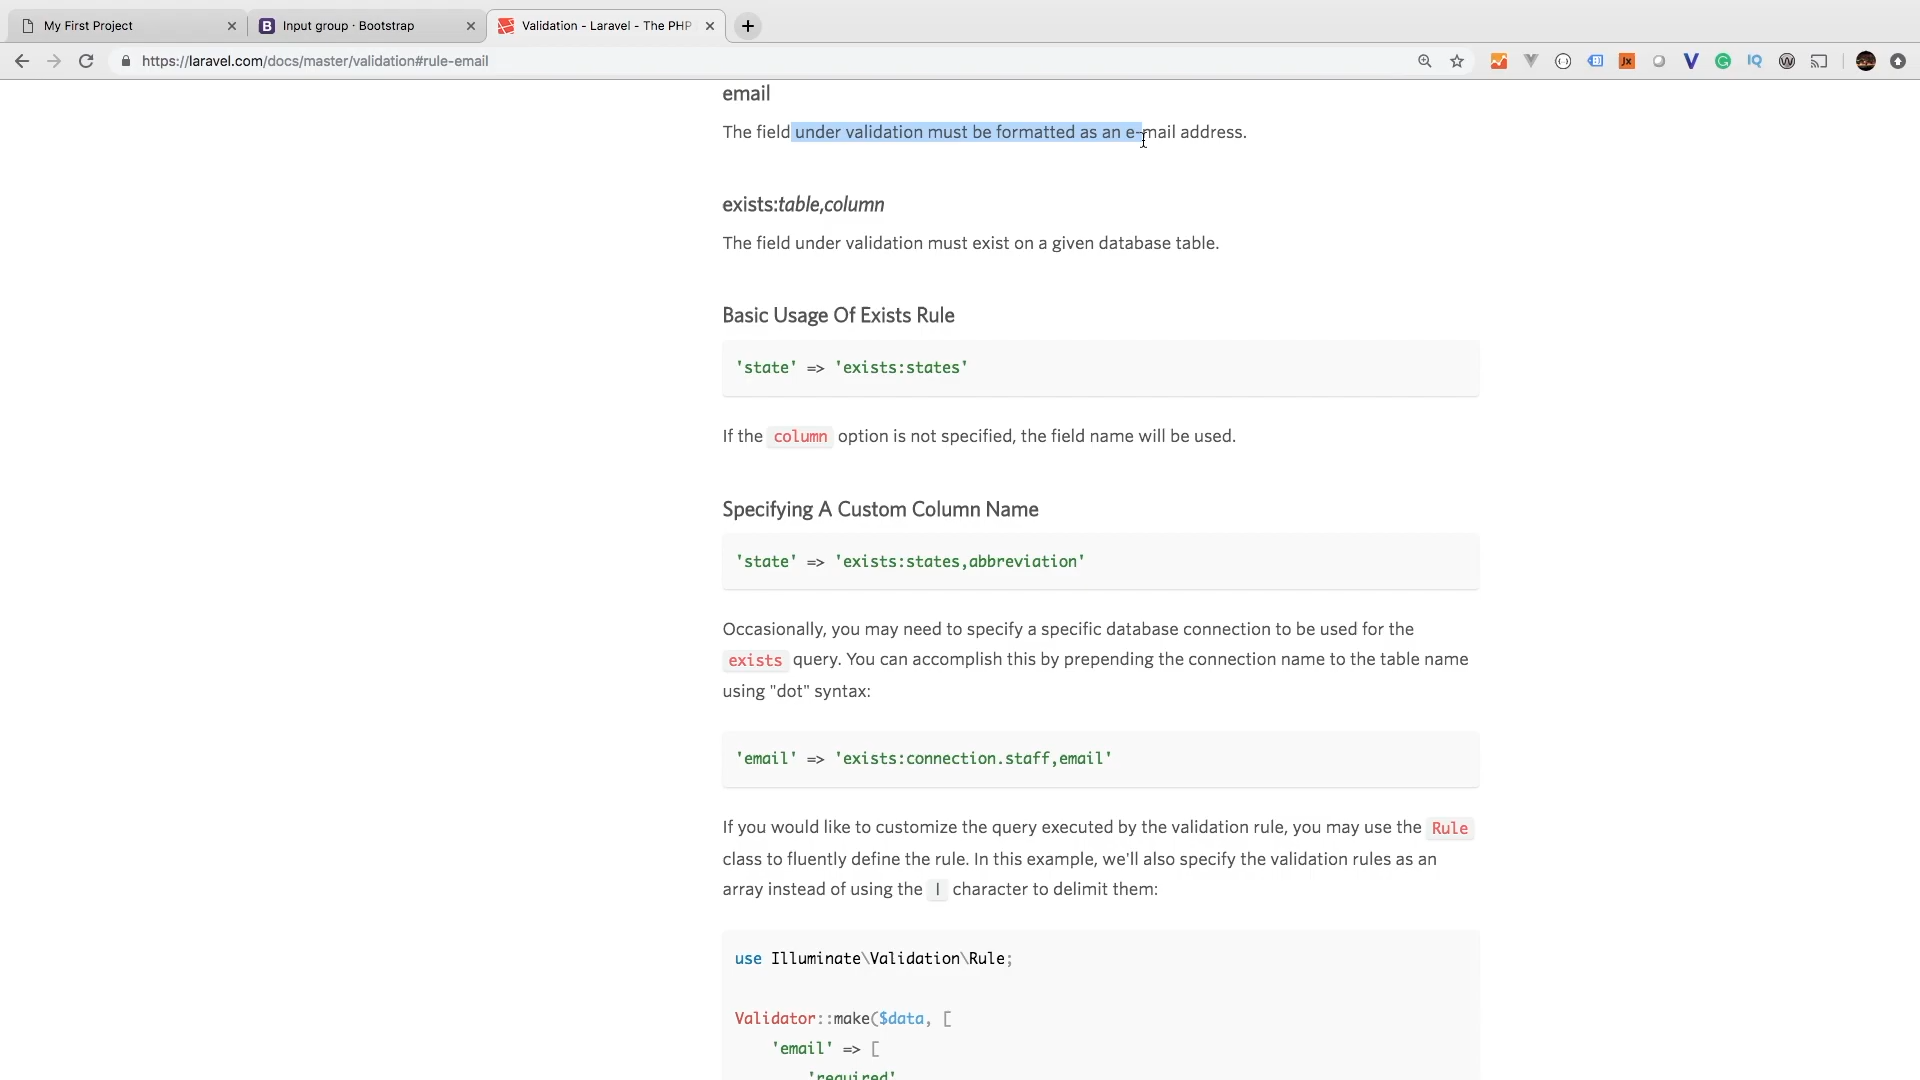 My First Project
Input group · Bootstrap
Validation - Laravel - The PHP
https://laravel.com/docs/master/validation#rule-email
email
The field under validation must be formatted as an e-mail address.
exists:table,column
The field under validation must exist on a given database table.
Basic Usage Of Exists Rule
'state' => 'exists:states'
If the column option is not specified, the field name will be used.
Specifying A Custom Column Name
'state' => 'exists:states,abbreviation'
Occasionally, you may need to specify a specific database connection to be used for the
exists query. You can accomplish this by prepending the connection name to the table name
using "dot" syntax:
'email' => 'exists:connection.staff,email'
If you would like to customize the query executed by the validation rule, you may use the Rule
class to fluently define the rule. In this example, we'll also specify the validation rules as an
array instead of using the | character to delimit them:
use Illuminate\Validation\Rule;
Validator::make($data, [
'email' => [
'required'